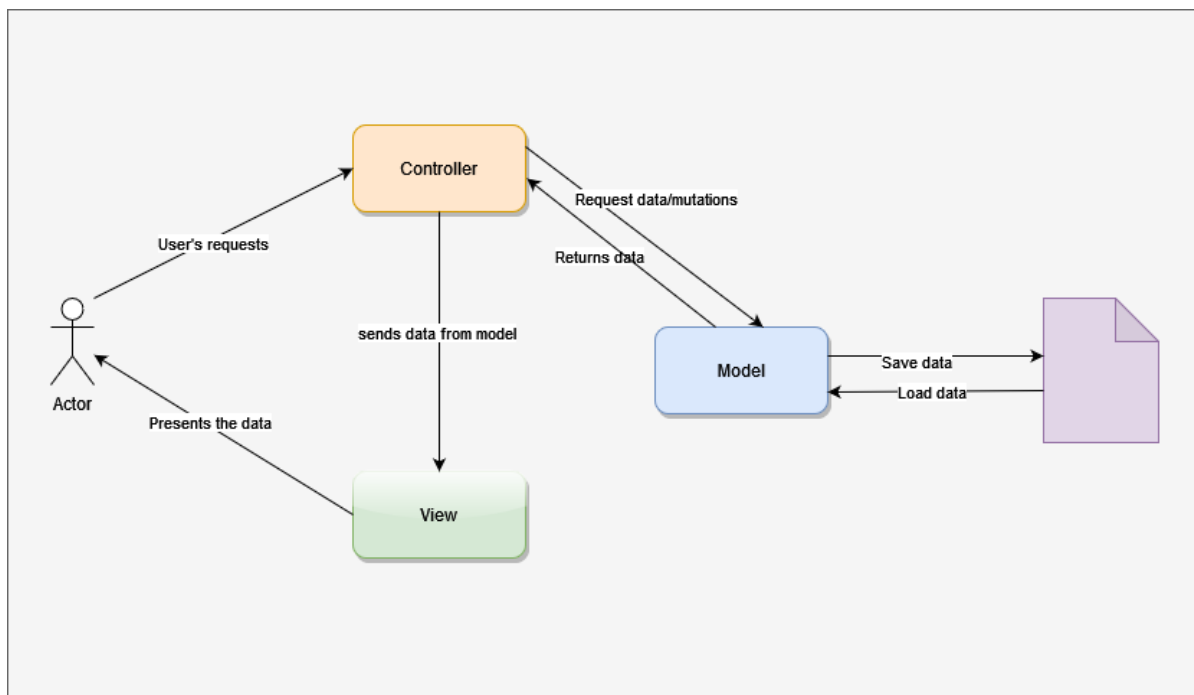 Controller
Request data/mutations
User's requests
Returns data
sends data from model
Save data
Model
Load data
Actor
Presents the data
View